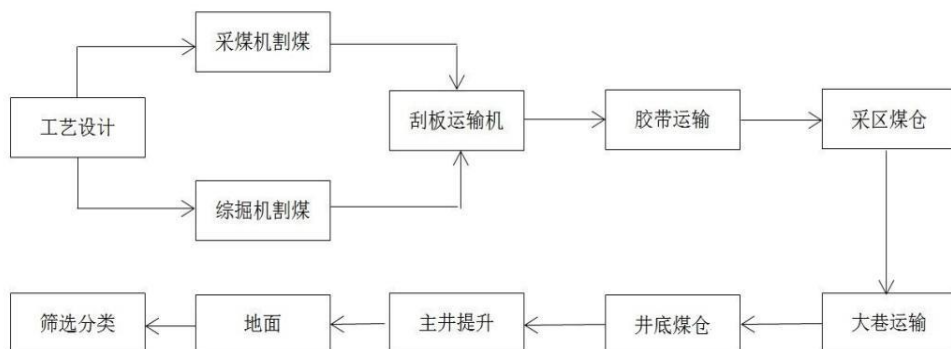 采煤机割煤
工艺设计
刮板运输机
胶带运输
采区煤仓
综掘机割煤
筛选分类
地面
主井提升
井底煤仓
大巷运输